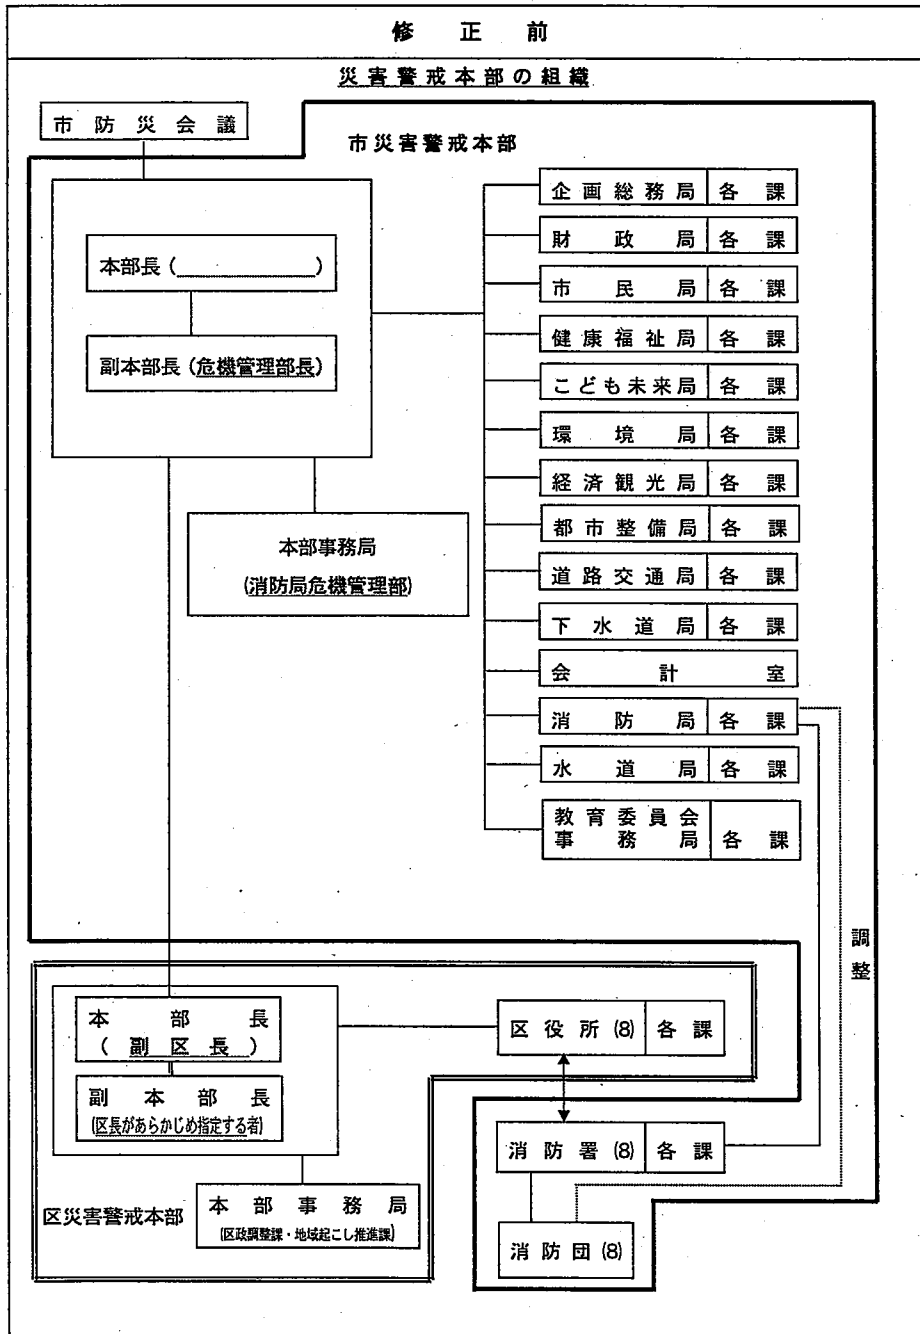 修正前
災害警戒本部の組織
市防災会議
市災害警戒本部
本部長(　　　　　)
副本部長(危機管理部長)
本部事務局
(消防局危機管理部)
企画総務局 各課
財政局 各課
市民局 各課
健康福祉局 各課
こども未来局 各課
環境局 各課
経済観光局 各課
都市整備局 各課
道路交通局 各課
下水道局 各課
会計室
消防局 各課
水道局 各課
教育委員会
事務局 各課
調整
本部長
(副区長)
副本部長
(区長があらかじめ指定する者)
区災害警戒本部
本部事務局
(区政調整課・地域起こし推進課)
区役所(8) 各課
消防署(8) 各課
消防団(8)